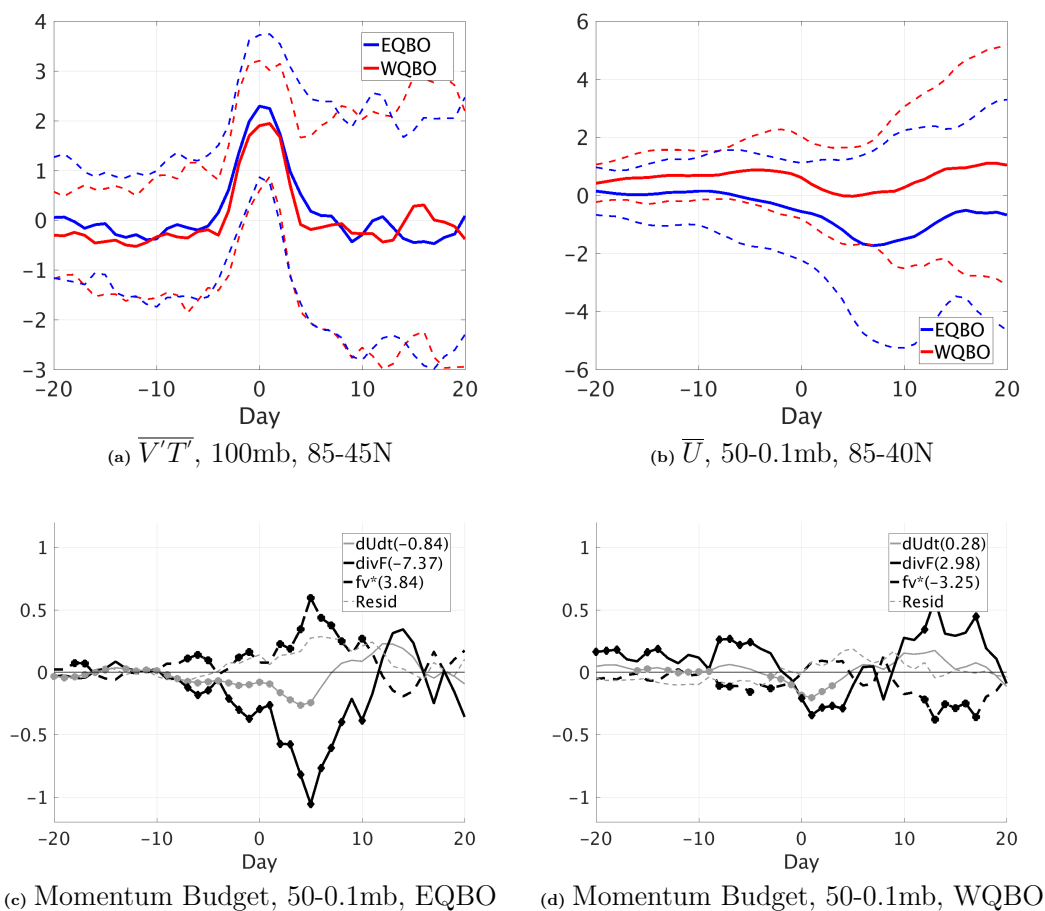 4
3
2
1
0
−1
−2
−3
−20
−10
0
10
20
Day
EQBO
WQBO
(a) V'T', 100mb, 85-45N
6
4
2
0
−2
−4
−6
−20
−10
0
10
20
Day
EQBO
WQBO
(b) U, 50-0.1mb, 85-40N
1
0.5
0
−0.5
−1
−20
−10
0
10
20
Day
dUdt(−0.84)
divF(−7.37)
fv*(3.84)
Resid
(c) Momentum Budget, 50-0.1mb, EQBO
1
0.5
0
−0.5
−1
−20
−10
0
10
20
Day
dUdt(0.28)
divF(2.98)
fv*(−3.25)
Resid
(d) Momentum Budget, 50-0.1mb, WQBO